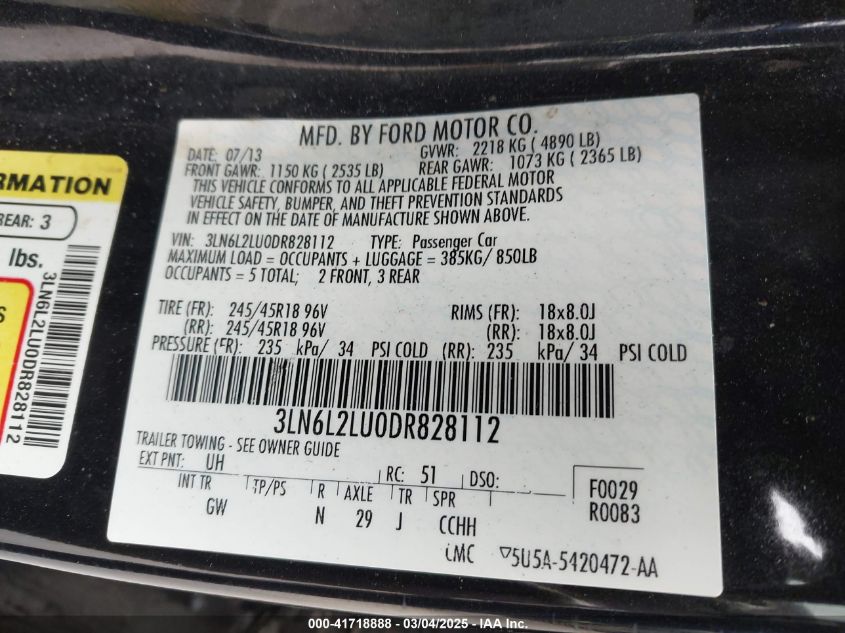 RMATION
REAR: 3
lbs.
S
3LN6L2LU0DR828112
MFD. BY FORD MOTOR CO.
DATE: 07/13 GVWR: 2218 KG ( 4890 LB)
FRONT GAWR: 1150 KG ( 2535 LB) REAR GAWR: 1073 KG ( 2365 LB)
THIS VEHICLE CONFORMS TO ALL APPLICABLE FEDERAL MOTOR
VEHICLE SAFETY, BUMPER, AND THEFT PREVENTION STANDARDS
IN EFFECT ON THE DATE OF MANUFACTURE SHOWN ABOVE.
VIN: 3LN6L2LU0DR828112 TYPE: Passenger Car
MAXIMUM LOAD = OCCUPANTS + LUGGAGE = 385KG/ 850LB
OCCUPANTS = 5 TOTAL; 2 FRONT, 3 REAR
TIRE (FR): 245/45R18 96V RIMS (FR): 18x8.0J
(RR): 245/45R18 96V (RR): 18x8.0J
PRESSURE (FR): 235 kPa/ 34 PSI COLD (RR): 235 kPa/ 34 PSI COLD
3LN6L2LU0DR828112
TRAILER TOWING - SEE OWNER GUIDE
EXT PNT: UH RC: 51 DSO: F0029
INT TR TP/PS R AXLE TR SPR R0083
GW N 29 J CCHH
▽5U5A-5420472-AA
000-41718888 - 03/04/2025 - IAAI.com